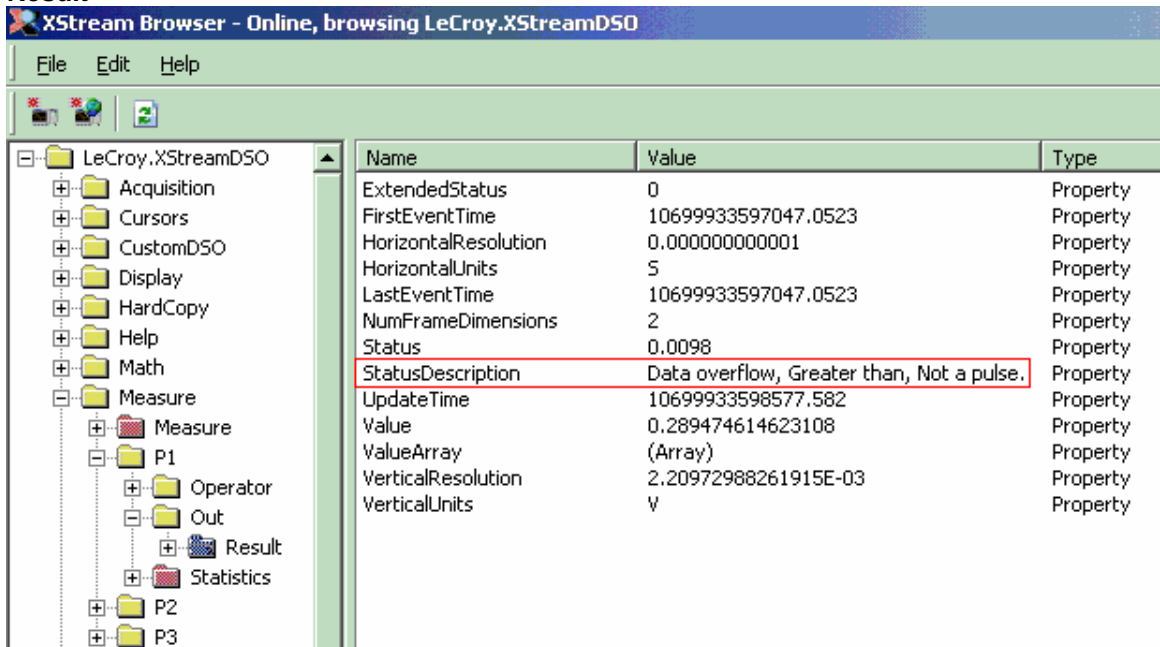 Result
XStream Browser - Online, browsing LeCroy.XStreamDSO
File Edit Help
LeCroy.XStreamDSO
Acquisition
Cursors
CustomDSO
Display
HardCopy
Help
Math
Measure
Measure
P1
Operator
Out
Result
Statistics
P2
P3
Name Value Type
ExtendedStatus 0 Property
FirstEventTime 10699933597047.0523 Property
HorizontalResolution 0.000000000001 Property
HorizontalUnits S Property
LastEventTime 10699933597047.0523 Property
NumFrameDimensions 2 Property
Status 0.0098 Property
StatusDescription Data overflow, Greater than, Not a pulse. Property
UpdateTime 10699933598577.582 Property
Value 0.289474614623108 Property
ValueArray (Array) Property
VerticalResolution 2.20972988261915E-03 Property
VerticalUnits V Property